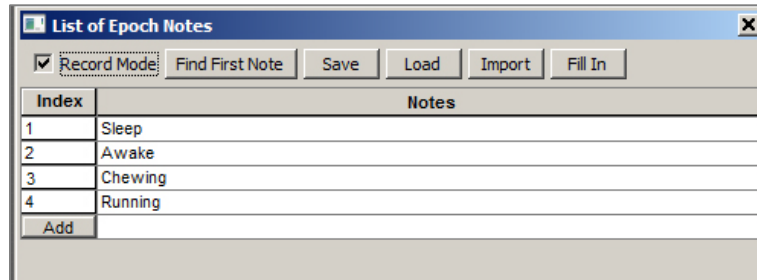 List of Epoch Notes
Record Mode Find First Note Save Load Import Fill In
Index Notes
1 Sleep
2 Awake
3 Chewing
4 Running
Add